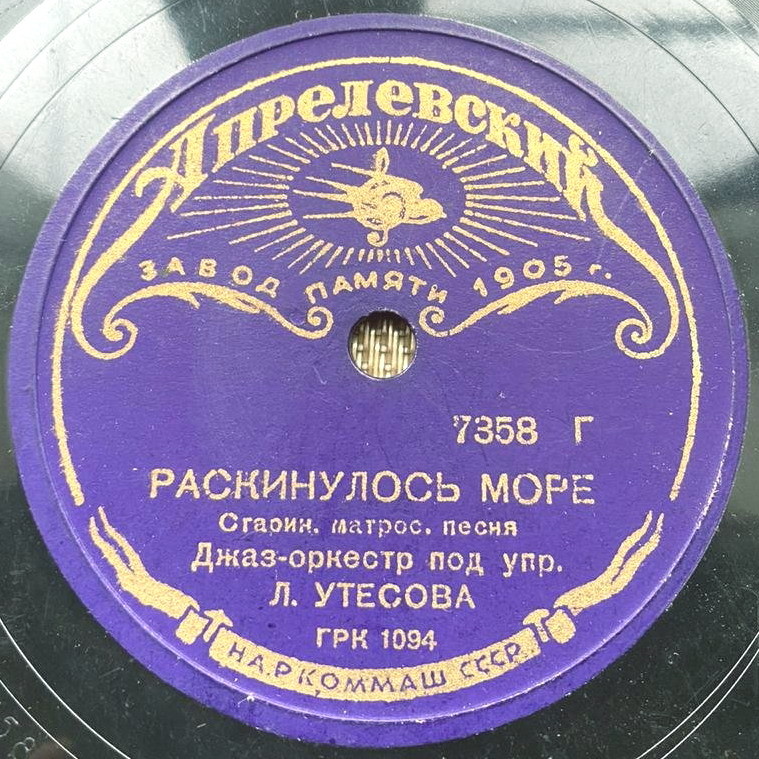 Апрелевский
ЗАВОД ПАМЯТИ 1905 г.
7358 Г
РАСКИНУЛОСЬ МОРЕ
Старин. матрос. песня
Джаз-оркестр под упр.
Л. УТЕСОВА
ГРК 1094
НАРКОММАШ СССР